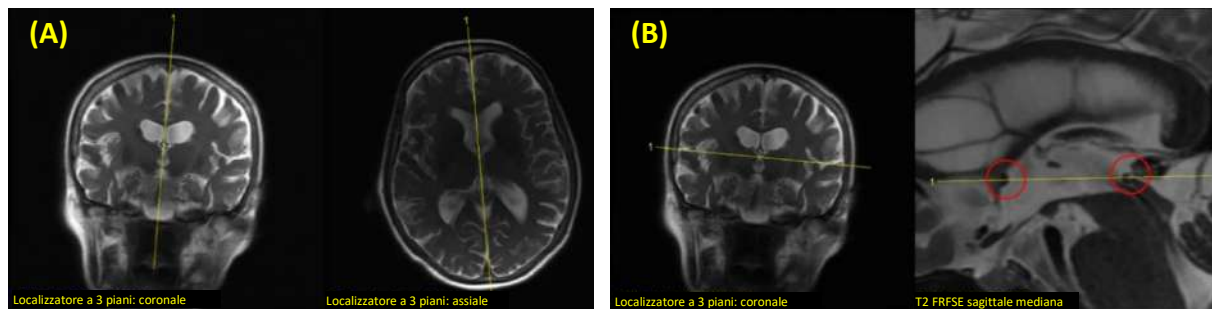 (A)
1
Localizzatore a 3 piani: coronale
Localizzatore a 3 piani: assiale
(B)
1
1
Localizzatore a 3 piani: coronale
T2 FRFSE sagittale mediana